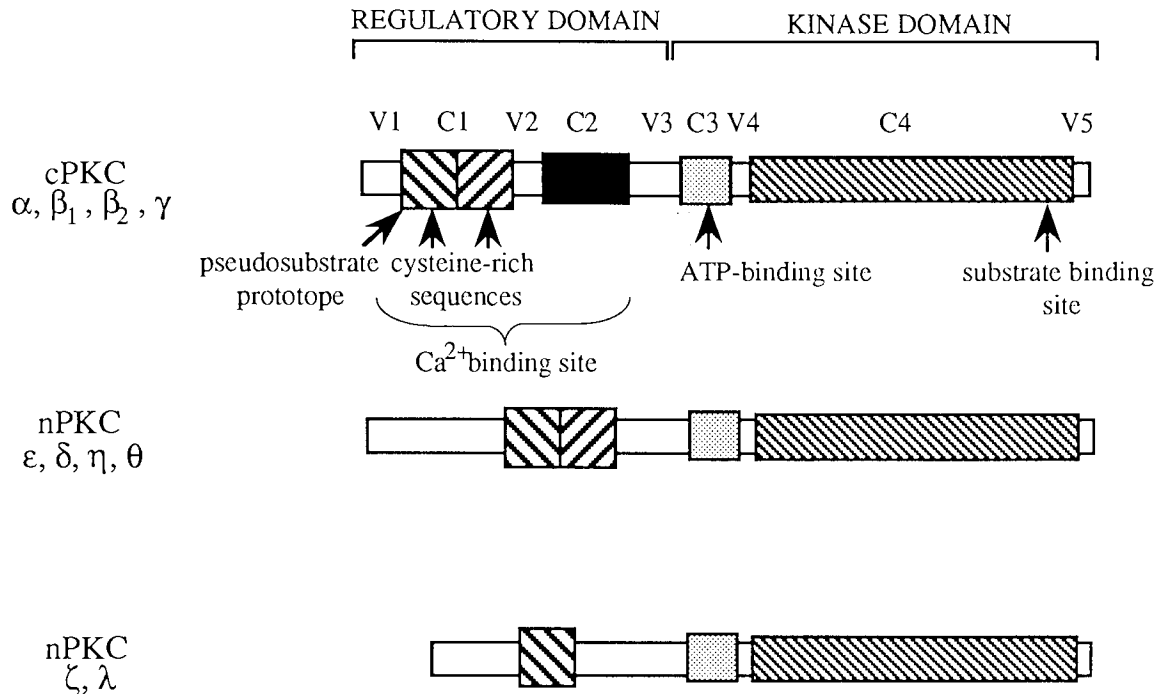 REGULATORY DOMAIN KINASE DOMAIN
V1 C1 V2 C2 V3 C3 V4 C4 V5
cPKC
α, β₁, β₂, γ
pseudosubstrate
prototope
cysteine-rich
sequences
ATP-binding site
substrate binding
site
Ca²⁺binding site
nPKC
ε, δ, η, θ
nPKC
ζ, λ